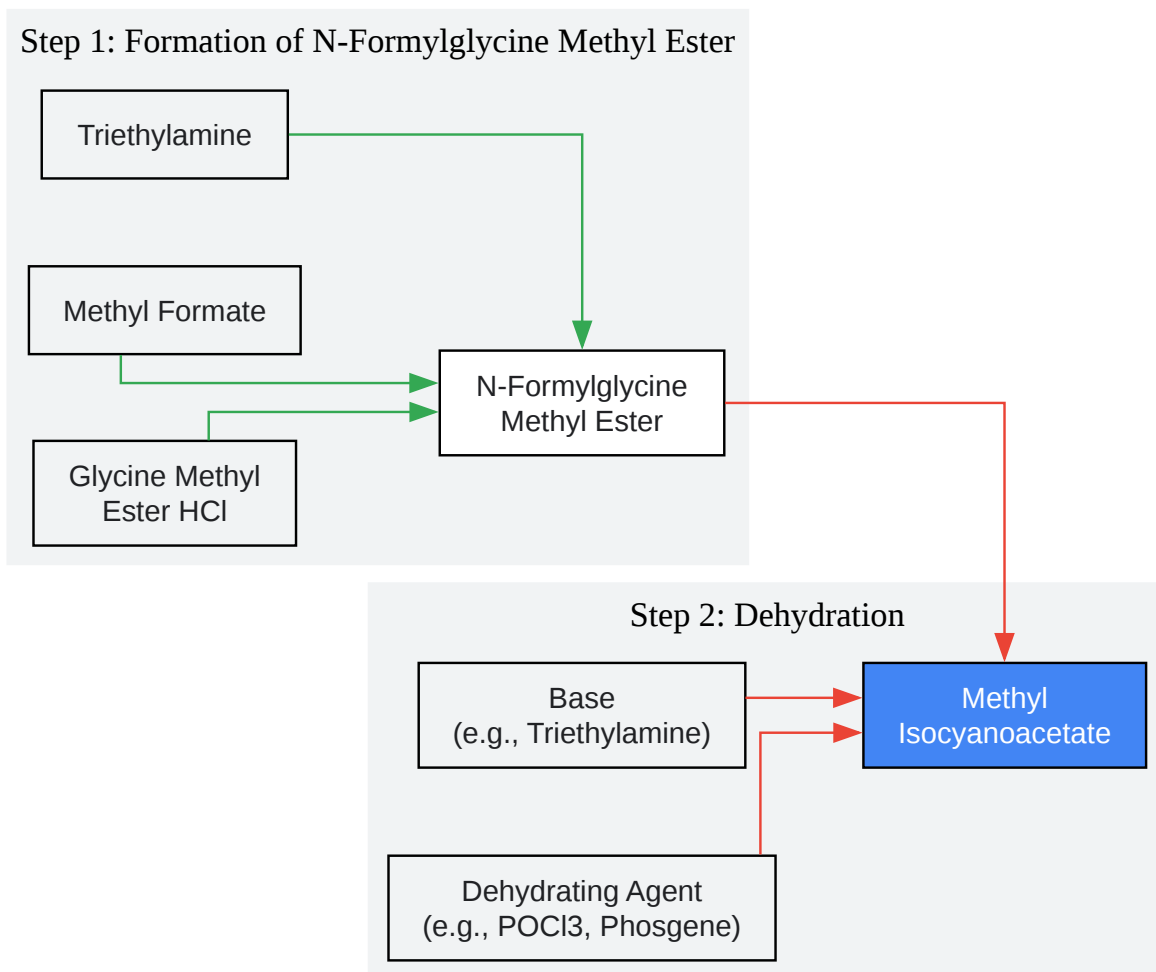 Step 1: Formation of N-Formylglycine Methyl Ester
Triethylamine
Methyl Formate
N-Formylglycine
Methyl Ester
Glycine Methyl
Ester HCl
Step 2: Dehydration
Base
(e.g., Triethylamine)
Methyl
Isocyanoacetate
Dehydrating Agent
(e.g., POCl3, Phosgene)